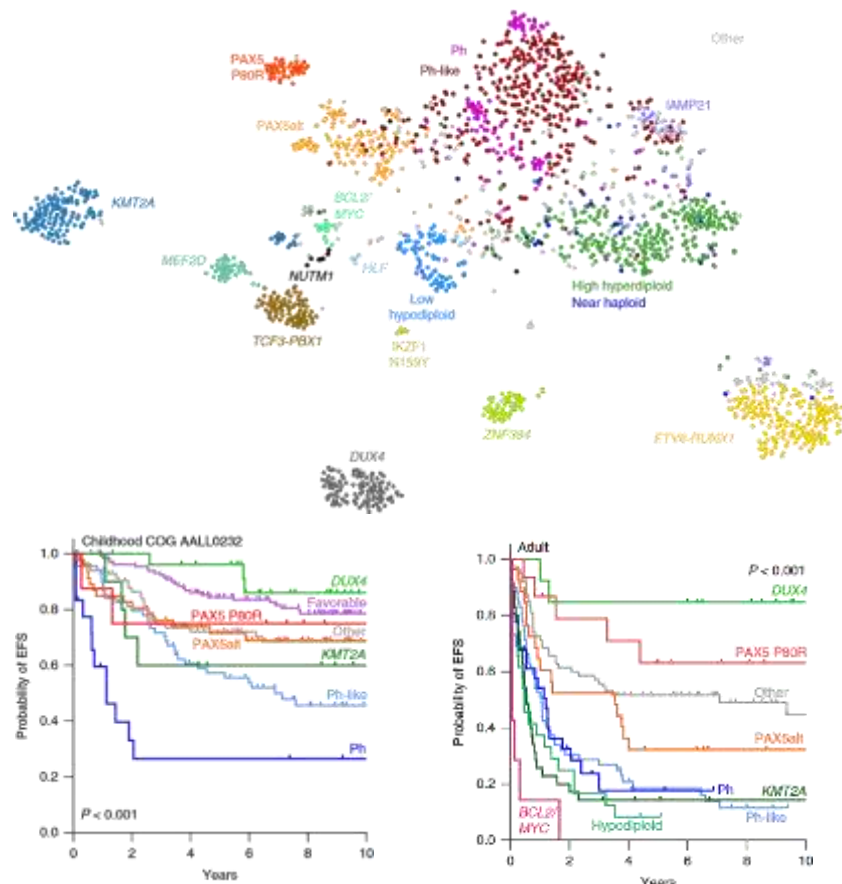 Ph
Other
PAX5
P80R
Ph-like
iAMP21
PAX5alt
BCL2/
MYC
KMT2A
MEF2D
NUTM1
HLF
High hyperdiploid
Near haploid
Low
hypodiploid
TCF3-PBX1
IKZF1
N159Y
ZNF384
ETV6-RUNX1
DUX4
Childhood COG AALL0232
1.0
0.8
0.6
0.4
0.2
0.0
Probability of EFS
DUX4
Favorable
PAX5 P80R
Other
PAX5alt
KMT2A
Ph-like
Ph
P < 0.001
0 2 4 6 8 10
Years
Adult
P < 0.001
1.0
0.8
0.6
0.4
0.2
0.0
Probability of EFS
DUX4
PAX5 P80R
Other
PAX5alt
Ph
KMT2A
Ph-like
BCL2/
MYC
Hypodiploid
0 2 4 6 8 10
Years